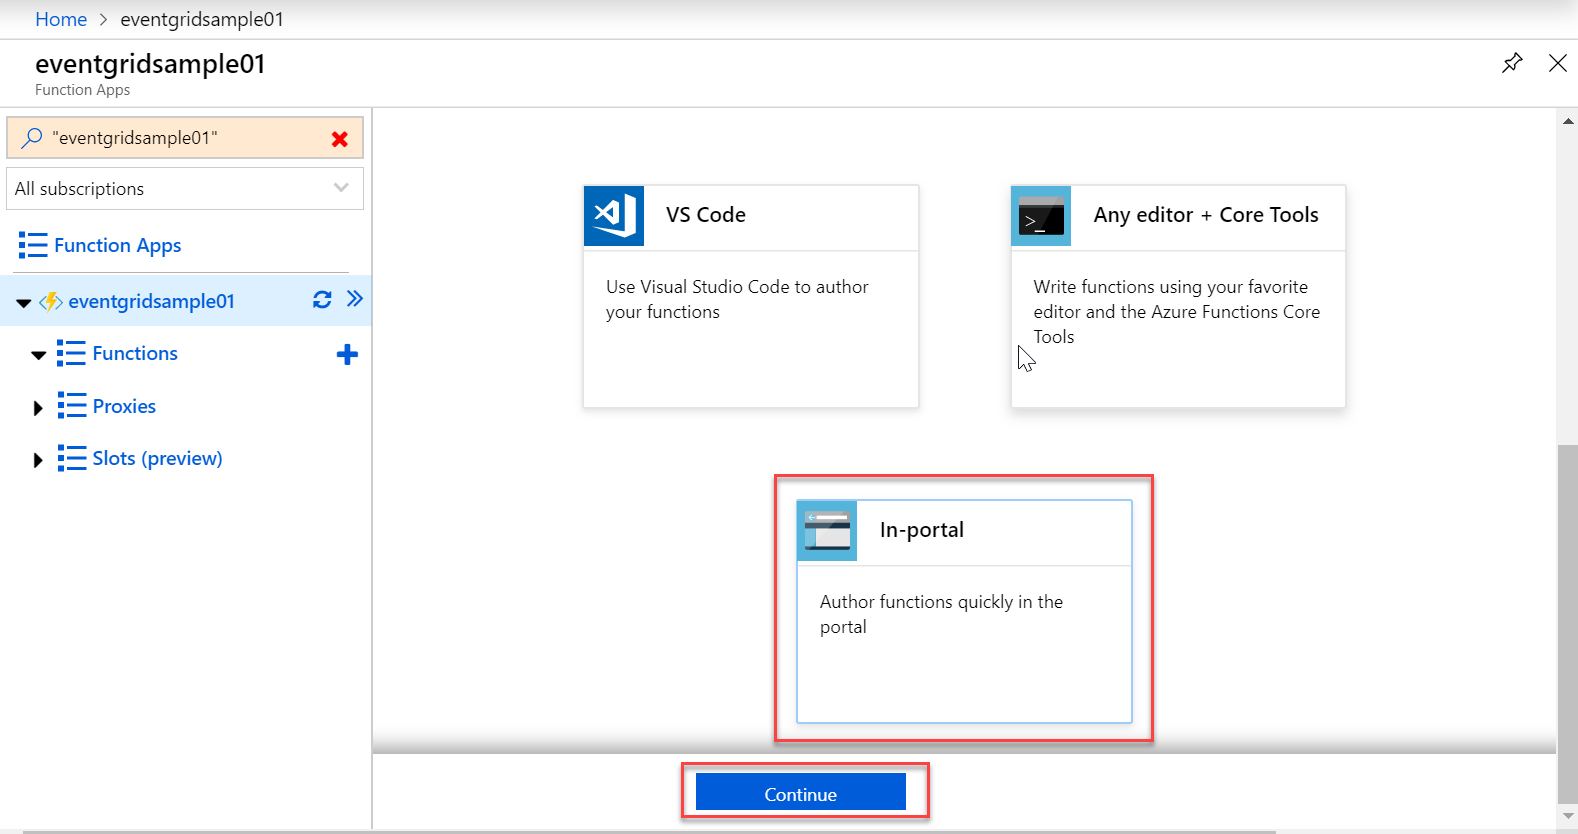 Home > eventgridsample01
eventgridsample01
Function Apps
"eventgridsample01"
All subscriptions
Function Apps
eventgridsample01
Functions
Proxies
Slots (preview)
VS Code
Use Visual Studio Code to author
your functions
Any editor + Core Tools
Write functions using your favorite
editor and the Azure Functions Core
Tools
In-portal
Author functions quickly in the
portal
Continue